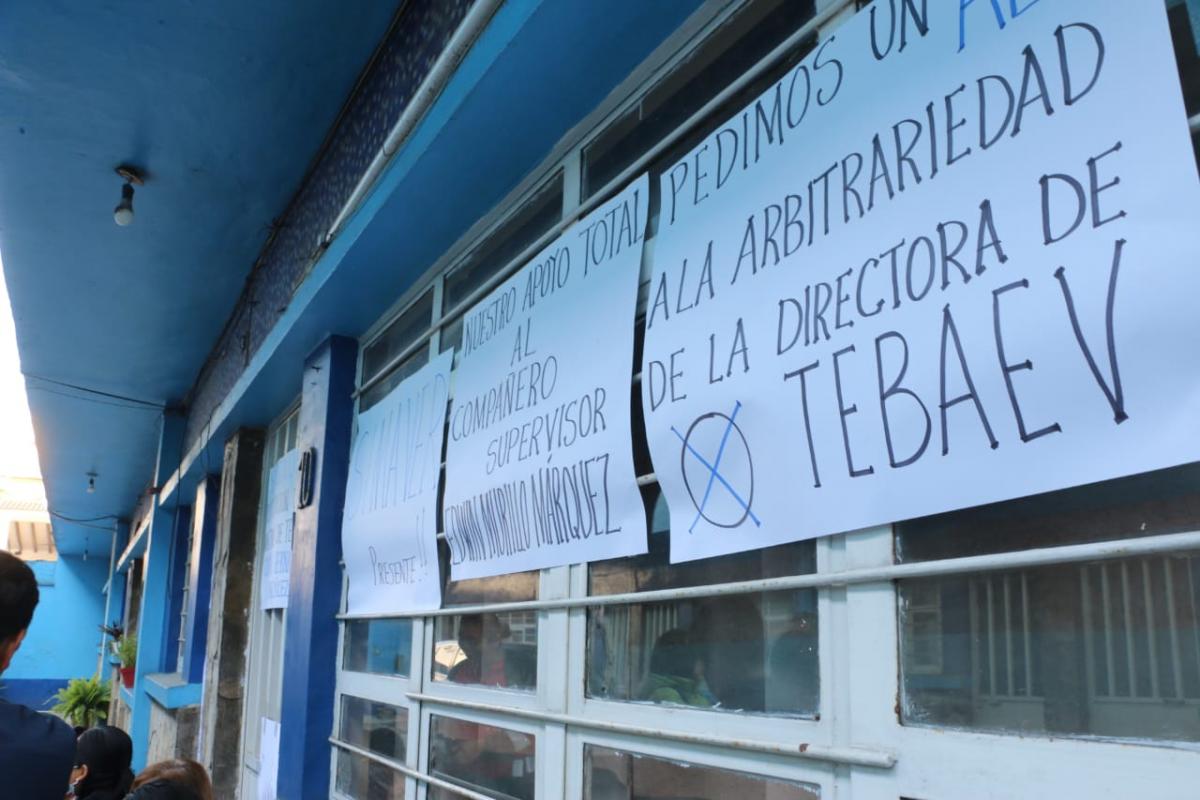 SUMAVER
PRESENTE!!
NUESTRO APOYO TOTAL
AL
COMPAÑERO
SUPERVISOR
EDWIN MURILLO MÁRQUEZ
PEDIMOS UN
A LA ARBITRARIEDAD
DE LA DIRECTORA DE
TEBAEV
10